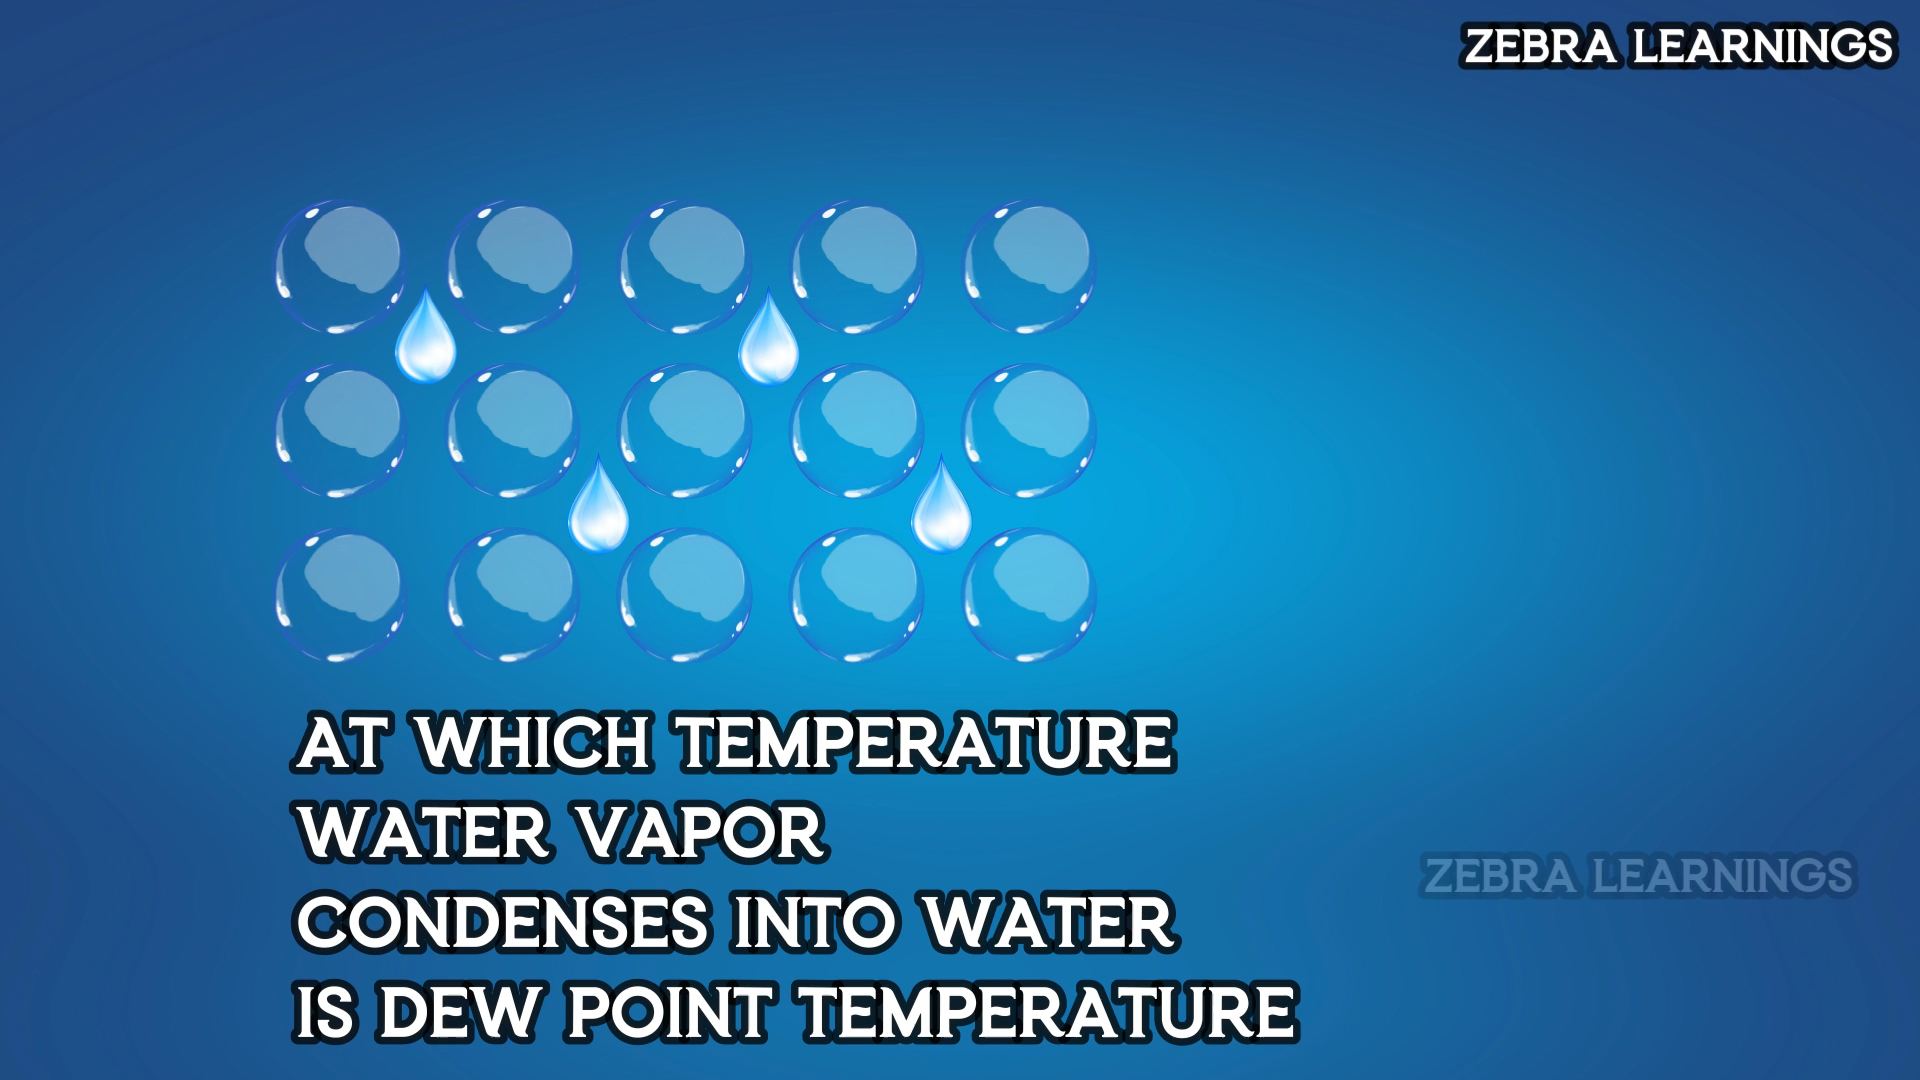 ZEBRA LEARNINGS
AT WHICH TEMPERATURE
WATER VAPOR
CONDENSES INTO WATER
IS DEW POINT TEMPERATURE
ZEBRA LEARNINGS